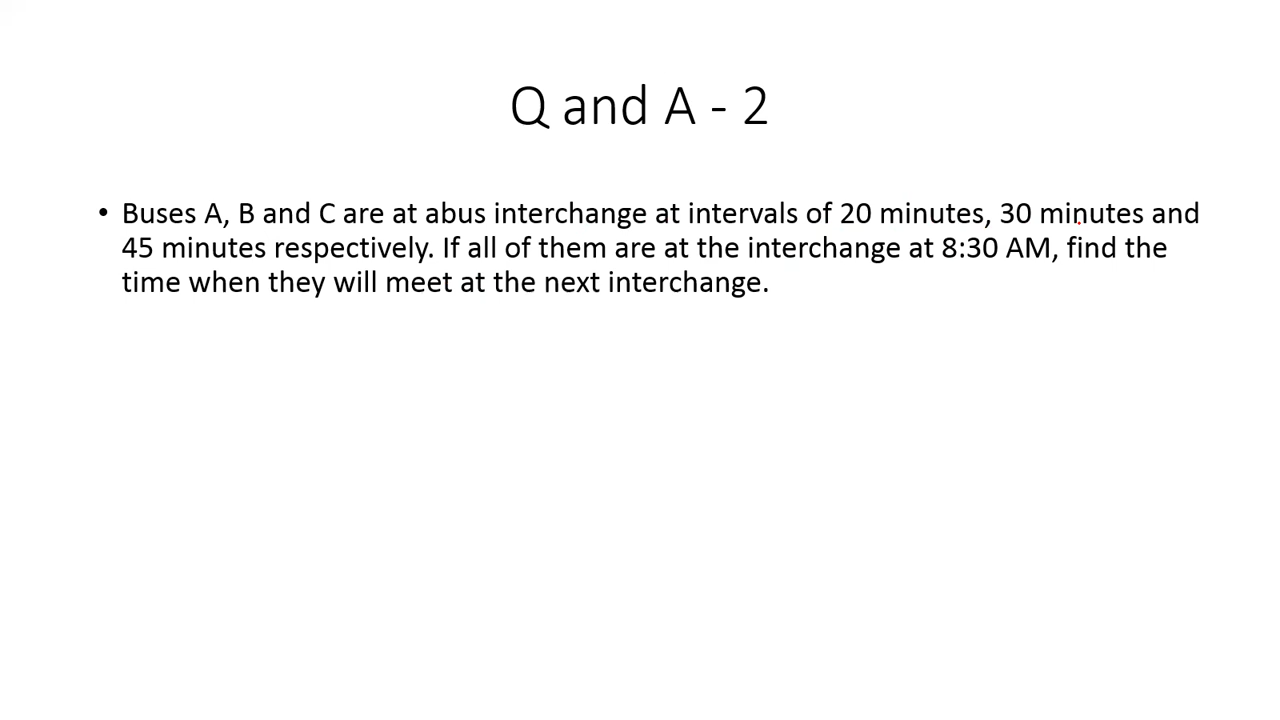 Q and A - 2
• Buses A, B and C are at abus interchange at intervals of 20 minutes, 30 minutes and
45 minutes respectively. If all of them are at the interchange at 8:30 AM, find the
time when they will meet at the next interchange.